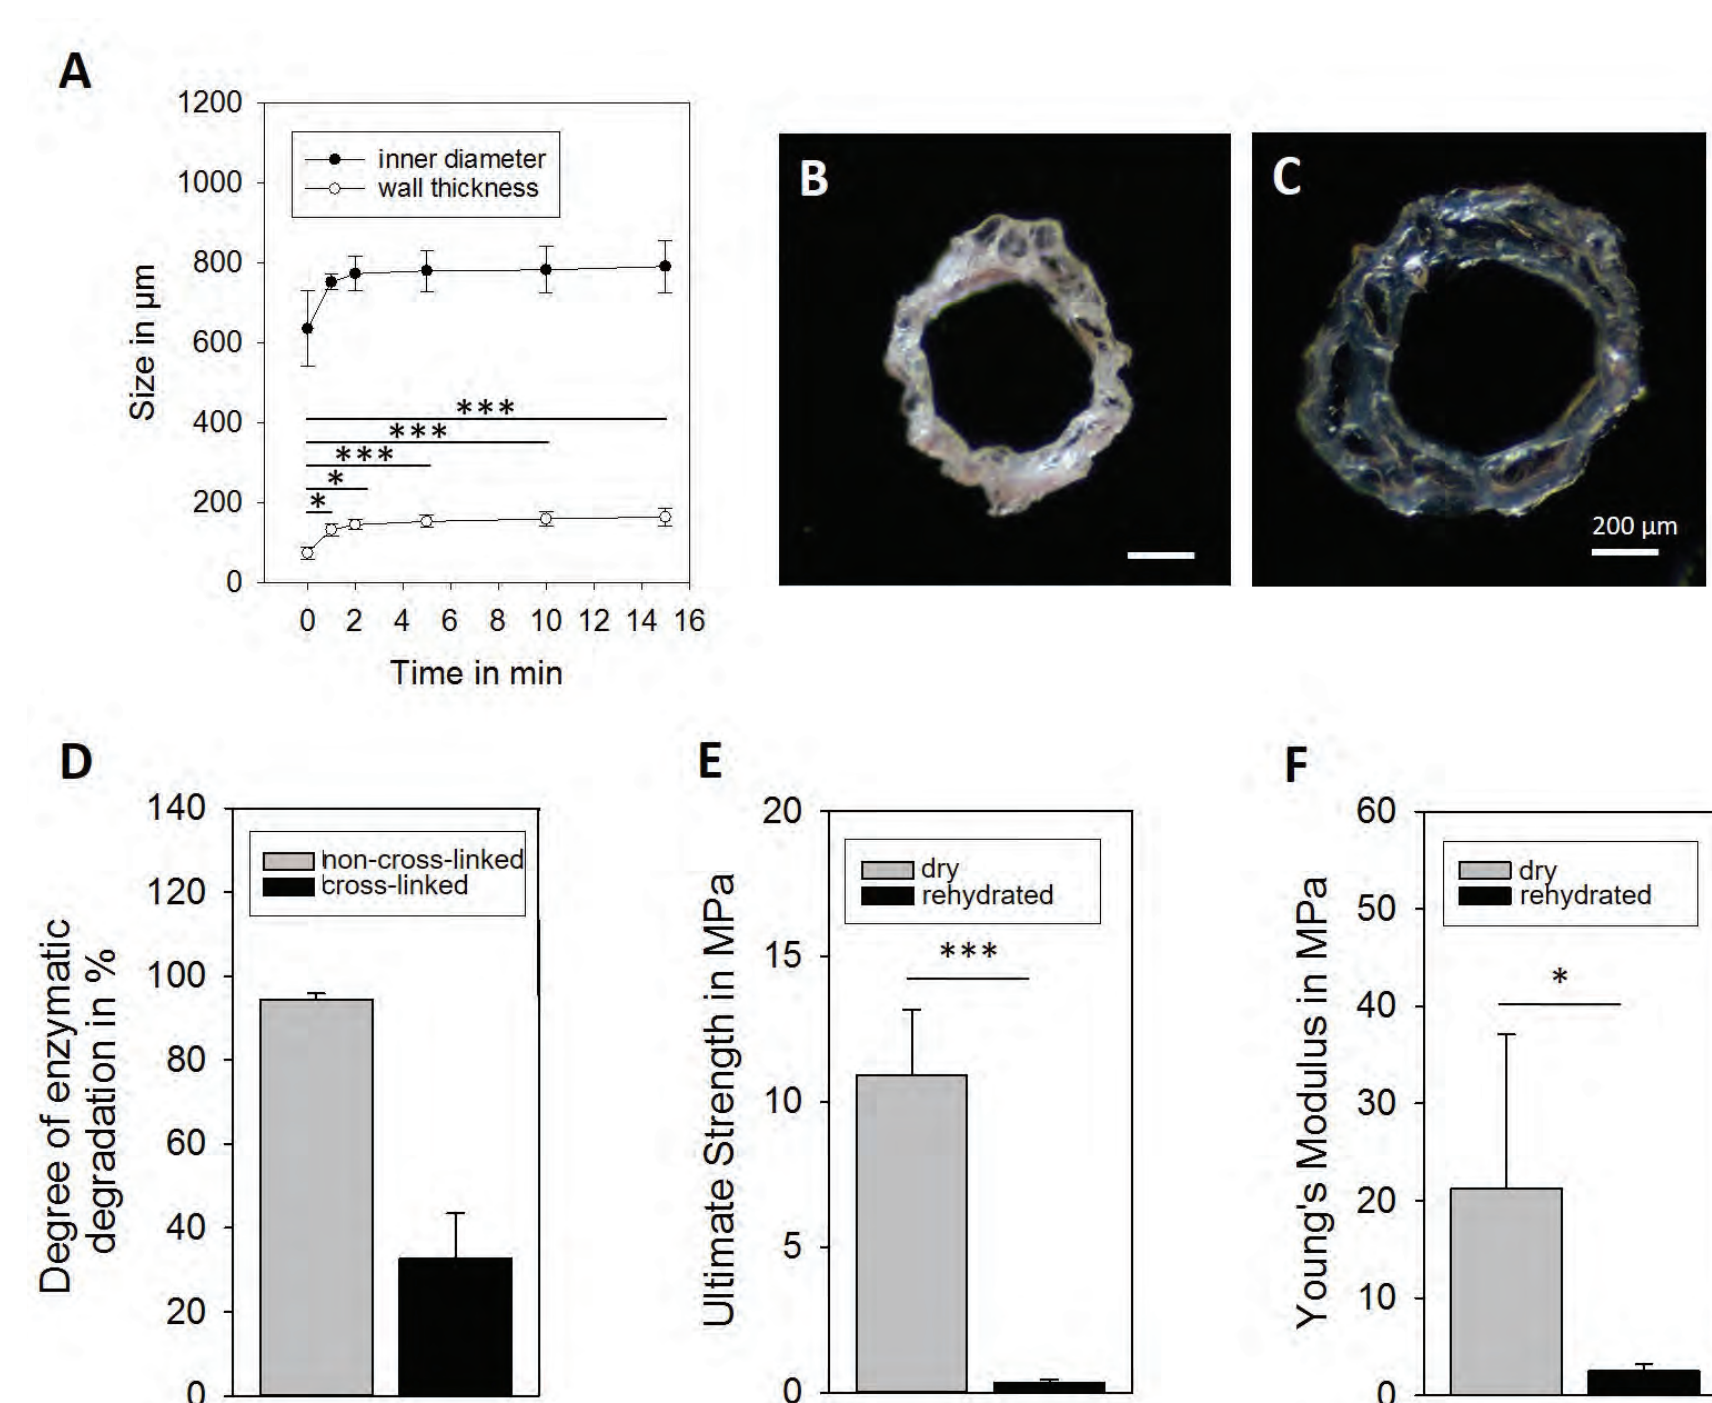 A
1200
1000
800
600
400
200
0
Size in µm
inner diameter
wall thickness
***
***
***
*
*
0 2 4 6 8 10 12 14 16
Time in min
B
C
200 µm
D
140
120
100
80
60
40
20
0
Degree of enzymatic
degradation in %
non-cross-linked
cross-linked
E
20
15
10
5
0
Ultimate Strength in MPa
dry
rehydrated
***
F
60
50
40
30
20
10
0
Young's Modulus in MPa
dry
rehydrated
*